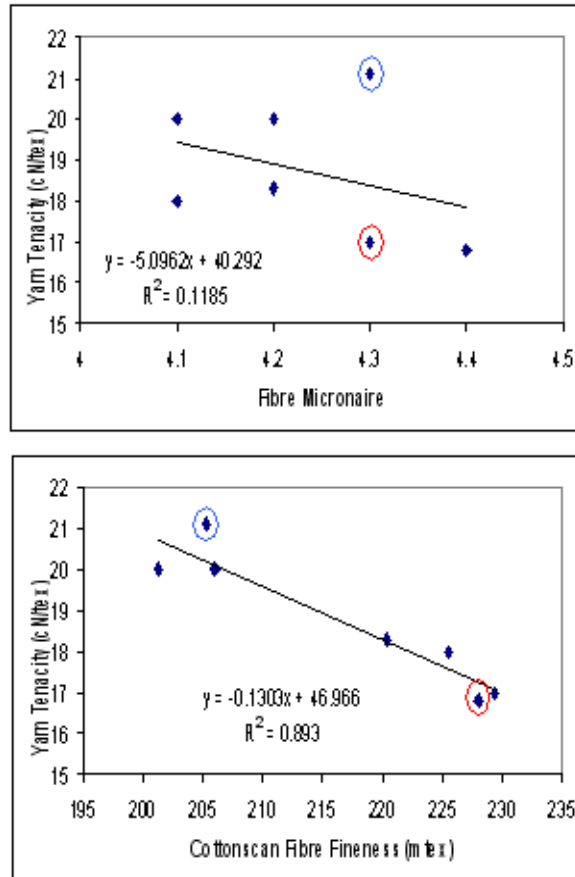 22
21
20
19
18
17
16
15
Yarn Tenacity (cN/tex)
y = -5.0962x + 40.292
R² = 0.1185
4 4.1 4.2 4.3 4.4 4.5
Fibre Micronaire
22
21
20
19
18
17
16
15
Yarn Tenacity (cN/tex)
y = -0.1303x + 46.966
R² = 0.893
195 200 205 210 215 220 225 230 235
Cottonscan Fibre Fineness (mtex)